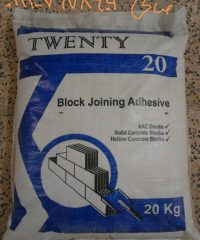 TWENTY
20
Block Joining Adhesive
AAC Blocks ✓
Solid Concrete Blocks ✓
Hollow Concrete Blocks ✓
20 Kg